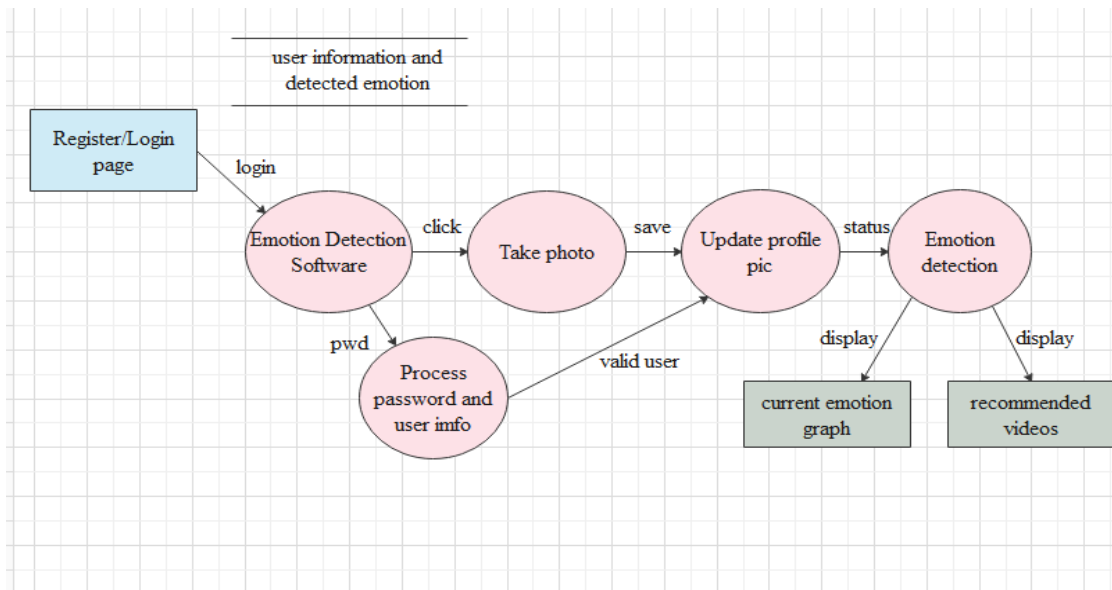 user information and
detected emotion
Register/Login
page
login
Emotion Detection
Software
click
Take photo
save
Update profile
pic
status
Emotion
detection
pwd
Process
password and
user imfo
valid user
display
display
current emotion
graph
recommended
videos